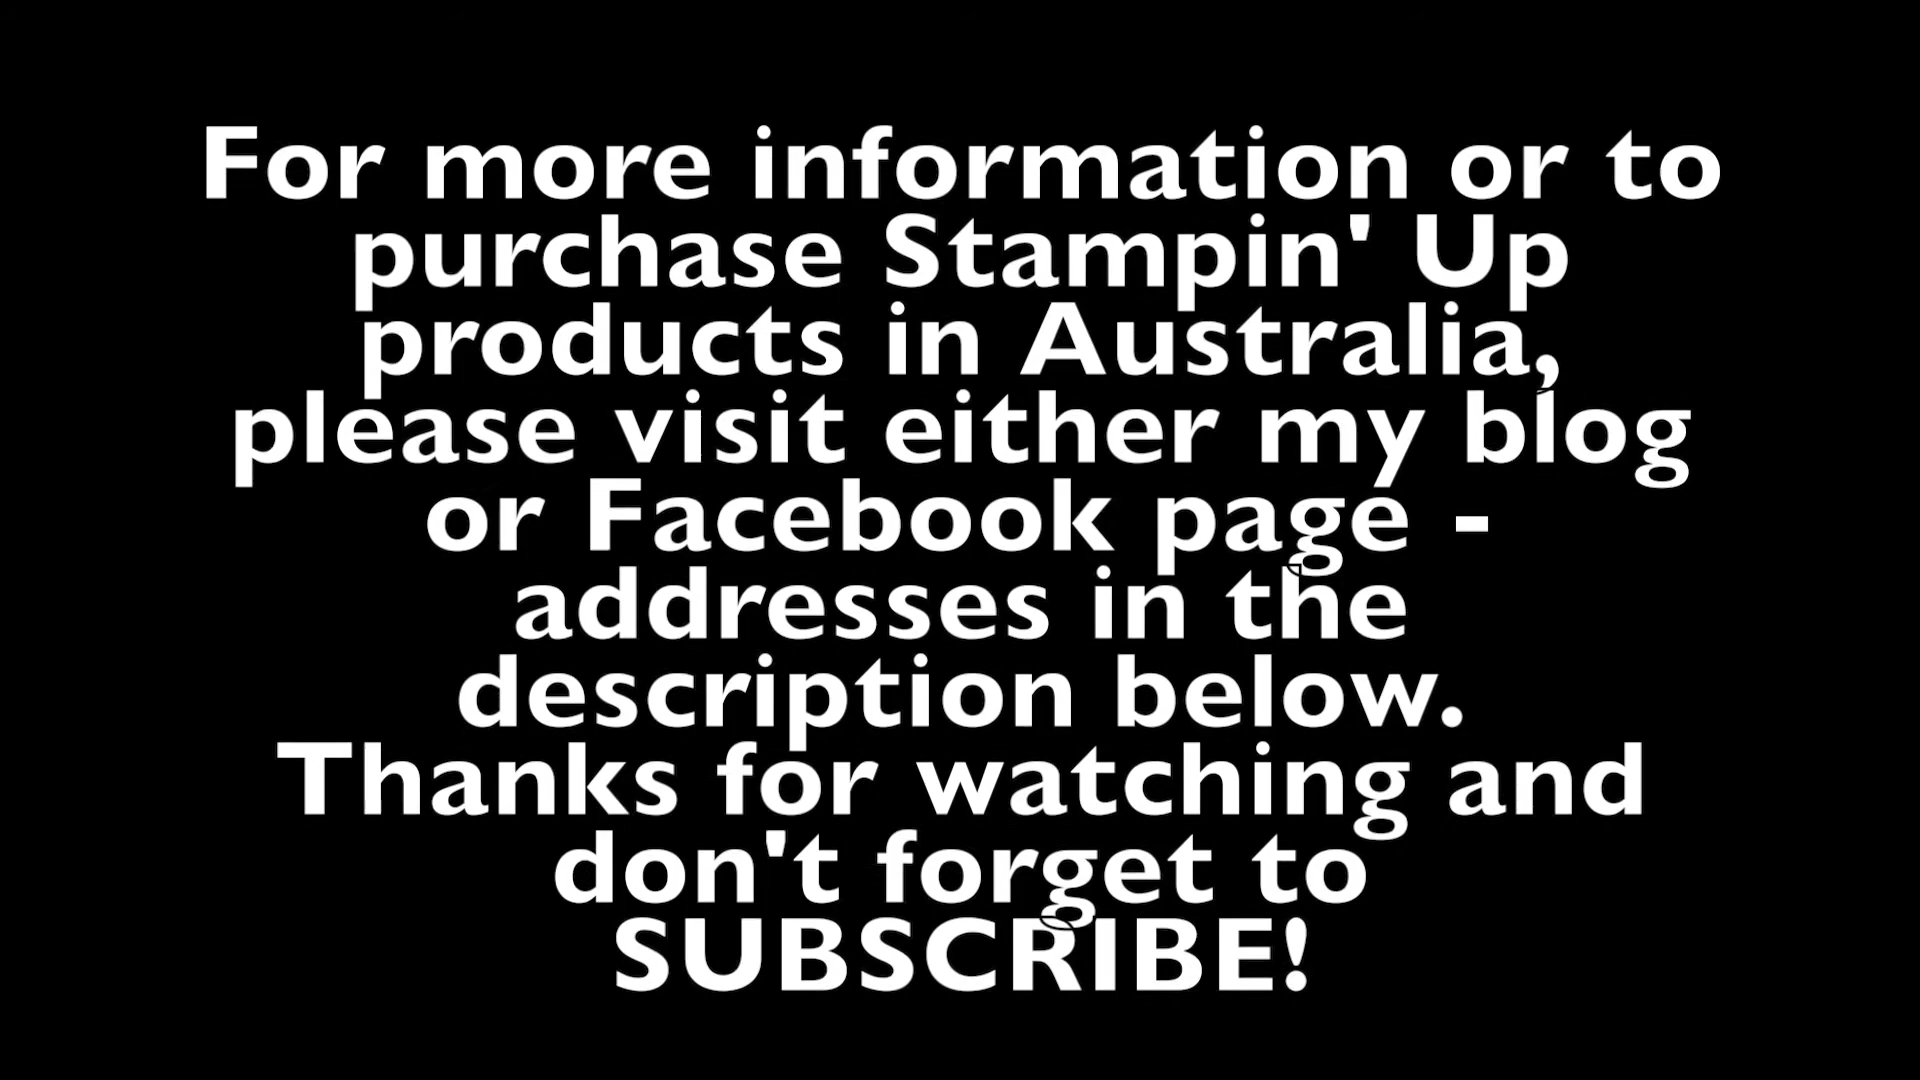 For more information or to
purchase Stampin' Up
products in Australia,
please visit either my blog
or Facebook page -
addresses in the
description below.
Thanks for watching and
don't forget to
SUBSCRIBE!